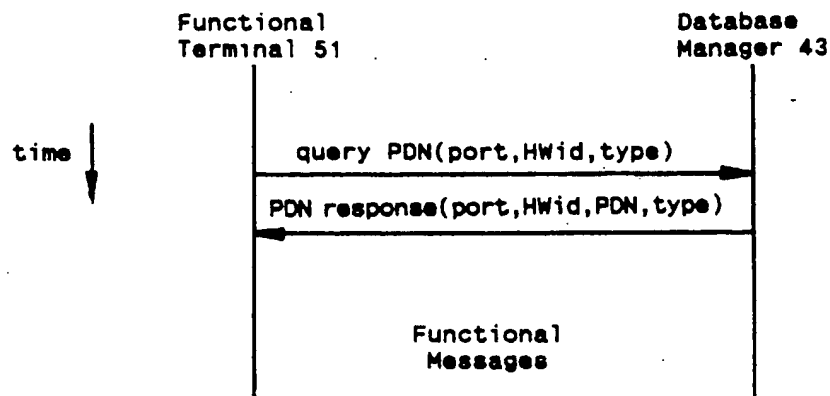 Functional
Terminal 51
Database
Manager 43
time
query PDN(port,HWid,type)
PDN response(port,HWid,PDN,type)
Functional
Messages